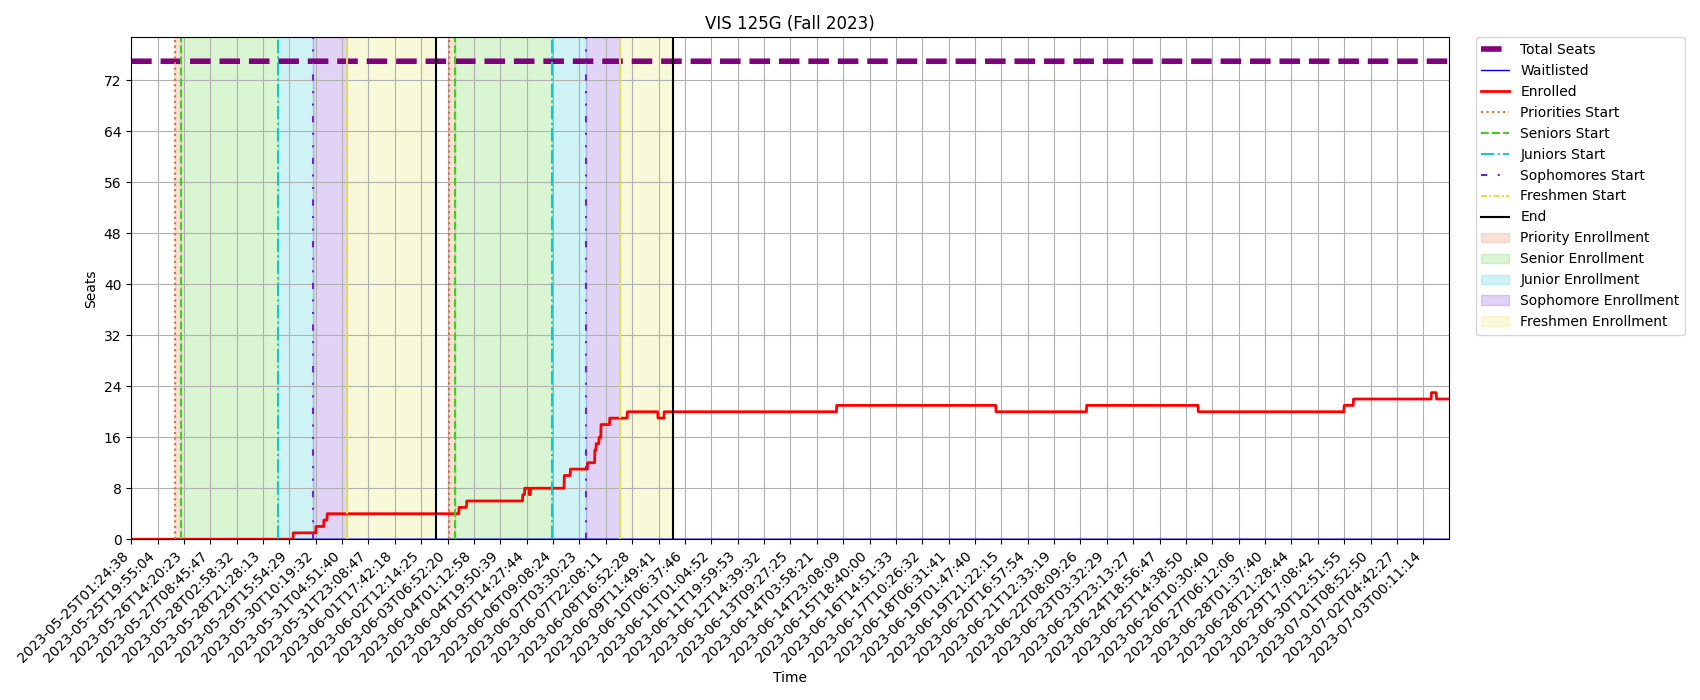 VIS 125G (Fall 2023)
72
64
56
48
40
32
24
16
8
0
Seats
2023-05-25T01:24:38
2023-05-25T19:55:04
2023-05-26T14:20:23
2023-05-27T08:45:47
2023-05-28T02:58:32
2023-05-28T21:28:13
2023-05-29T15:54:29
2023-05-30T10:19:32
2023-05-31T04:51:40
2023-05-31T23:08:47
2023-06-01T17:42:18
2023-06-02T12:14:25
2023-06-03T06:52:20
2023-06-04T01:12:58
2023-06-04T19:50:39
2023-06-05T14:27:44
2023-06-06T09:08:24
2023-06-07T03:30:23
2023-06-07T22:08:11
2023-06-08T16:52:28
2023-06-09T11:49:41
2023-06-10T06:37:46
2023-06-11T01:04:52
2023-06-11T19:59:53
2023-06-12T14:39:32
2023-06-13T09:27:25
2023-06-14T03:58:21
2023-06-14T23:08:09
2023-06-15T18:40:00
2023-06-16T14:51:33
2023-06-17T10:26:32
2023-06-18T06:31:41
2023-06-19T01:47:40
2023-06-19T21:22:15
2023-06-20T16:57:54
2023-06-21T12:33:19
2023-06-22T08:09:26
2023-06-23T03:32:29
2023-06-23T23:13:27
2023-06-24T18:56:47
2023-06-25T14:38:50
2023-06-26T10:30:40
2023-06-27T06:12:06
2023-06-28T01:37:40
2023-06-28T21:28:44
2023-06-29T17:08:42
2023-06-30T12:51:55
2023-07-01T08:52:50
2023-07-02T04:42:27
2023-07-03T00:11:14
Time
Total Seats
Waitlisted
Enrolled
Priorities Start
Seniors Start
Juniors Start
Sophomores Start
Freshmen Start
End
Priority Enrollment
Senior Enrollment
Junior Enrollment
Sophomore Enrollment
Freshmen Enrollment